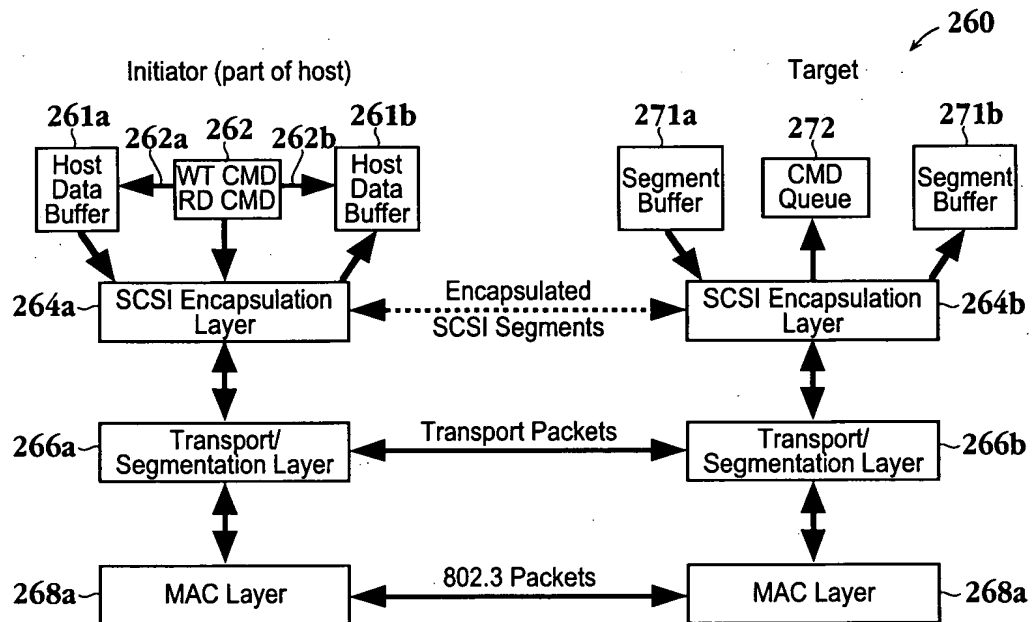 260
Initiator (part of host)
Target
261a
262a
262
262b
261b
271a
272
271b
Host
Data
Buffer
WT CMD
RD CMD
Host
Data
Buffer
Segment
Buffer
CMD
Queue
Segment
Buffer
264a
SCSI Encapsulation
Layer
Encapsulated
SCSI Segments
SCSI Encapsulation
Layer
264b
266a
Transport/
Segmentation Layer
Transport Packets
Transport/
Segmentation Layer
266b
268a
MAC Layer
802.3 Packets
MAC Layer
268a